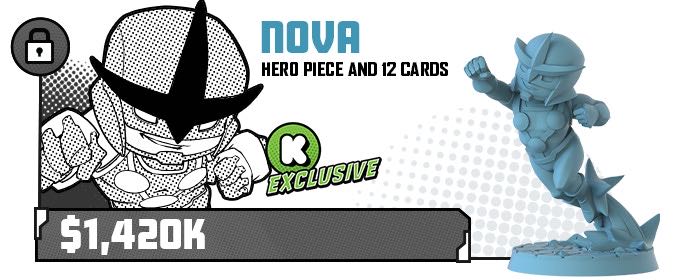 NOVA
HERO PIECE AND 12 CARDS
K
EXCLUSIVE
$1,420K